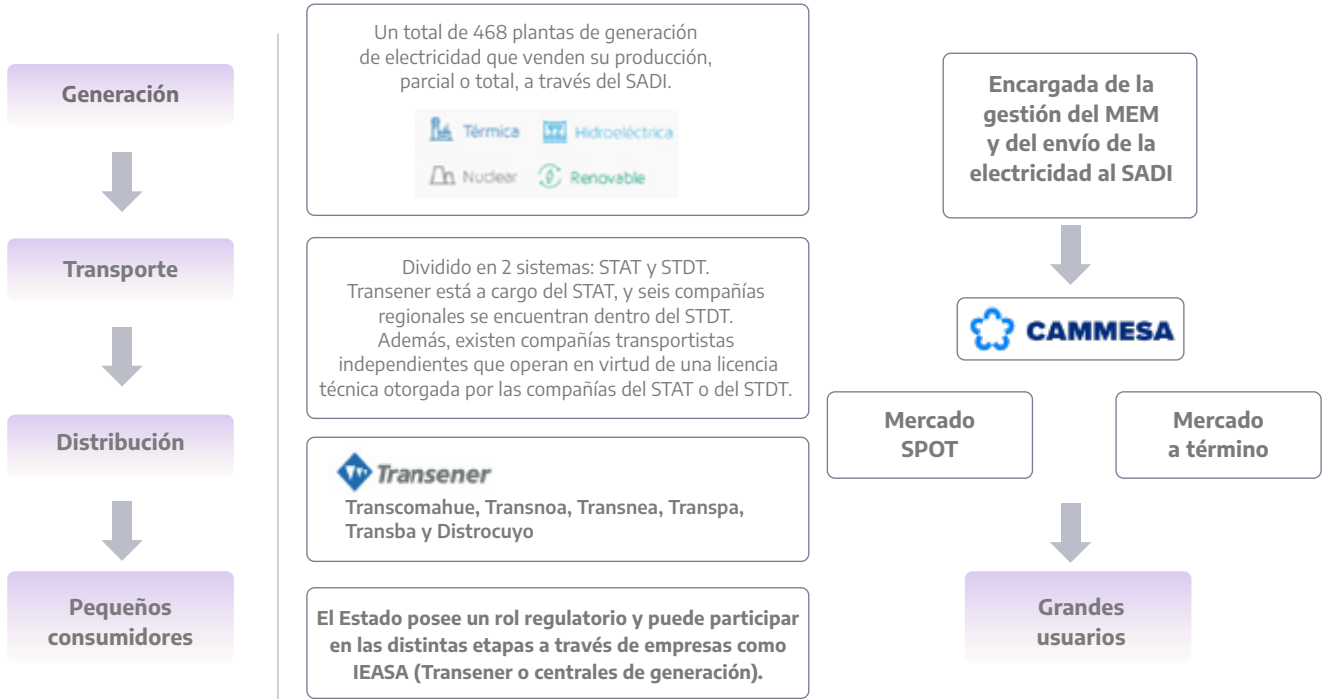 Generación
Transporte
Distribución
Pequeños
consumidores
Un total de 468 plantas de generación
de electricidad que venden su producción,
parcial o total, a través del SADI.
Térmica
Hidroeléctrica
Nuclear
Renovable
Dividido en 2 sistemas: STAT y STDT.
Transener está a cargo del STAT, y seis compañías
regionales se encuentran dentro del STDT.
Además, existen compañías transportistas
independientes que operan en virtud de una licencia
técnica otorgada por las compañías del STAT o del STDT.
Transener
Transcomahue, Transnoa, Transnea, Transpa,
Transba y Distrocuyo
El Estado posee un rol regulatorio y puede participar
en las distintas etapas a través de empresas como
IEASA (Transener o centrales de generación).
Encargada de la
gestión del MEM
y del envío de la
electricidad al SADI
CAMMESA
Mercado
SPOT
Mercado
a término
Grandes
usuarios